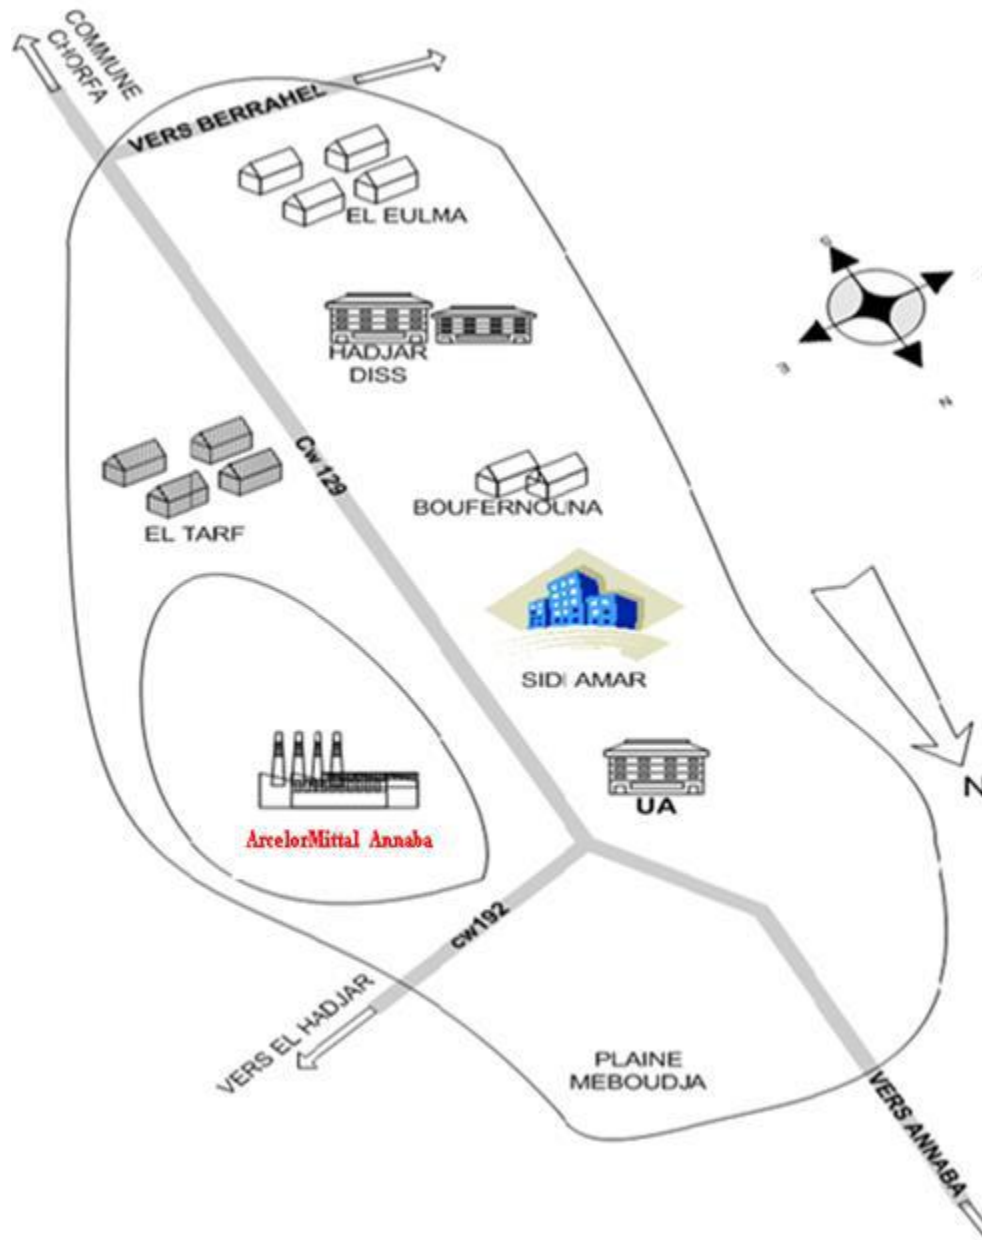 COMMUNE
CHORFA
VERS BERRAHEL
EL EULMA
HADJAR
DISS
Cw 129
EL TARF
BOUFERNOUNA
SIDI AMAR
UA
ArcelorMittal Annaba
N
cw192
VERS EL HADJAR
PLAINE
MEBOUDJA
VERS ANNABA